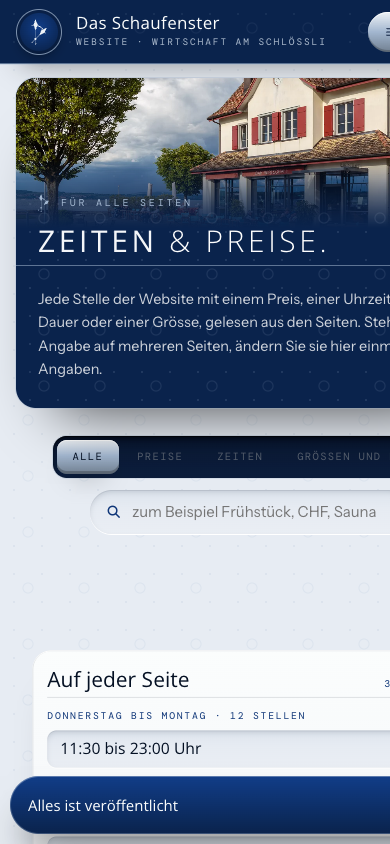 Das Schaufenster
WEBSITE · WIRTSCHAFT AM SCHLÖSSLI
FÜR ALLE SEITEN
ZEITEN & PREISE.
Jede Stelle der Website mit einem Preis, einer Uhrzeit
Dauer oder einer Grösse, gelesen aus den Seiten. Steh
Angabe auf mehreren Seiten, ändern Sie sie hier einm
Angaben.
ALLE PREISE ZEITEN GRÖSSEN UND
zum Beispiel Frühstück, CHF, Sauna
Auf jeder Seite
3
DONNERSTAG BIS MONTAG · 12 STELLEN
11:30 bis 23:00 Uhr
Alles ist veröffentlicht